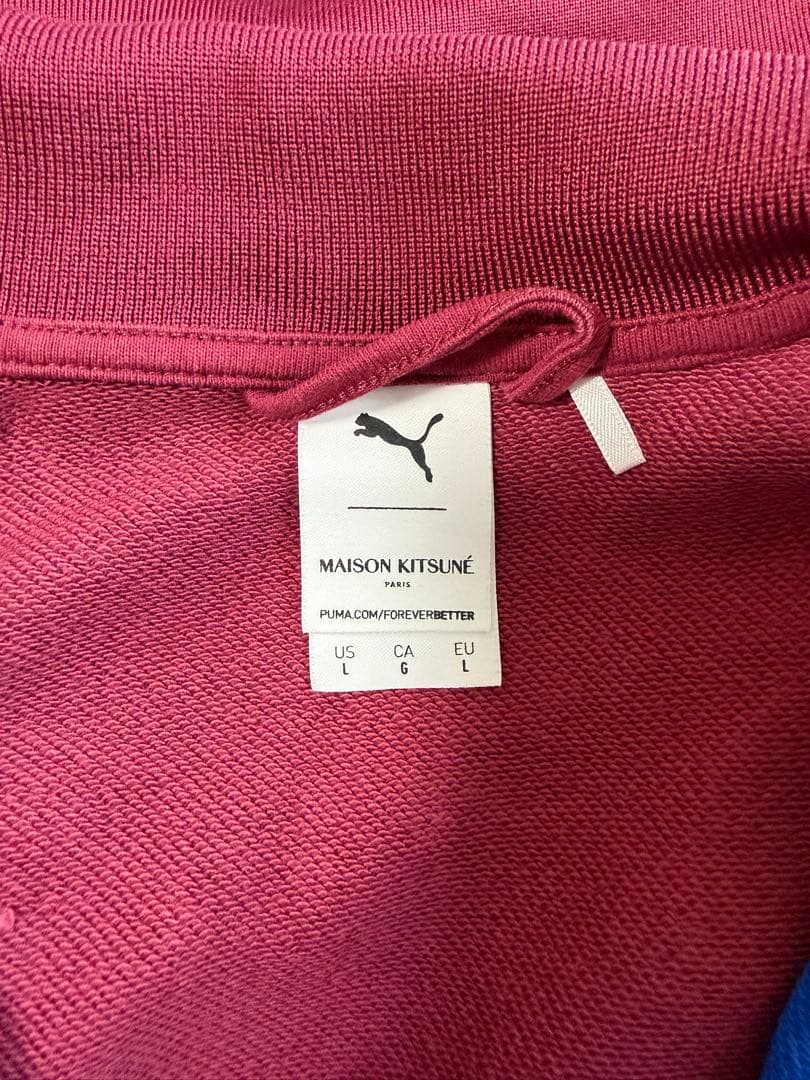 MAISON KITSUNÉ
PARIS
PUMA.COM/FOREVERBETTER
US CA EU
L G L